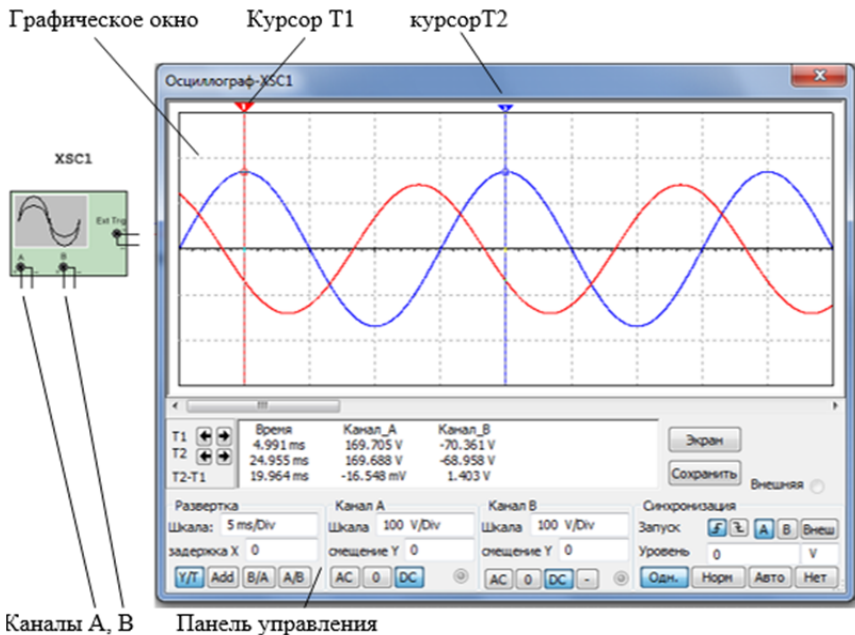 Графическое окно Курсор Т1 курсорТ2
Осциллограф-XSC1
XSC1
Ext Trig
A B
Время Канал_А Канал_В
T1 4.991 ms 169.705 V -70.361 V
T2 24.955 ms 169.688 V -68.958 V
T2-T1 19.964 ms -16.548 mV 1.403 V
Экран
Сохранить
Внешняя
Развертка Канал А Канал В Синхронизация
Шкала: 5 ms/Div Шкала 100 V/Div Шкала 100 V/Div Запуск A B Внеш
задержка X 0 смещение Y 0 смещение Y 0 Уровень 0 V
Y/T Add B/A A/B AC 0 DC AC 0 DC - Одн. Норм Авто Нет
Каналы А, В Панель управления